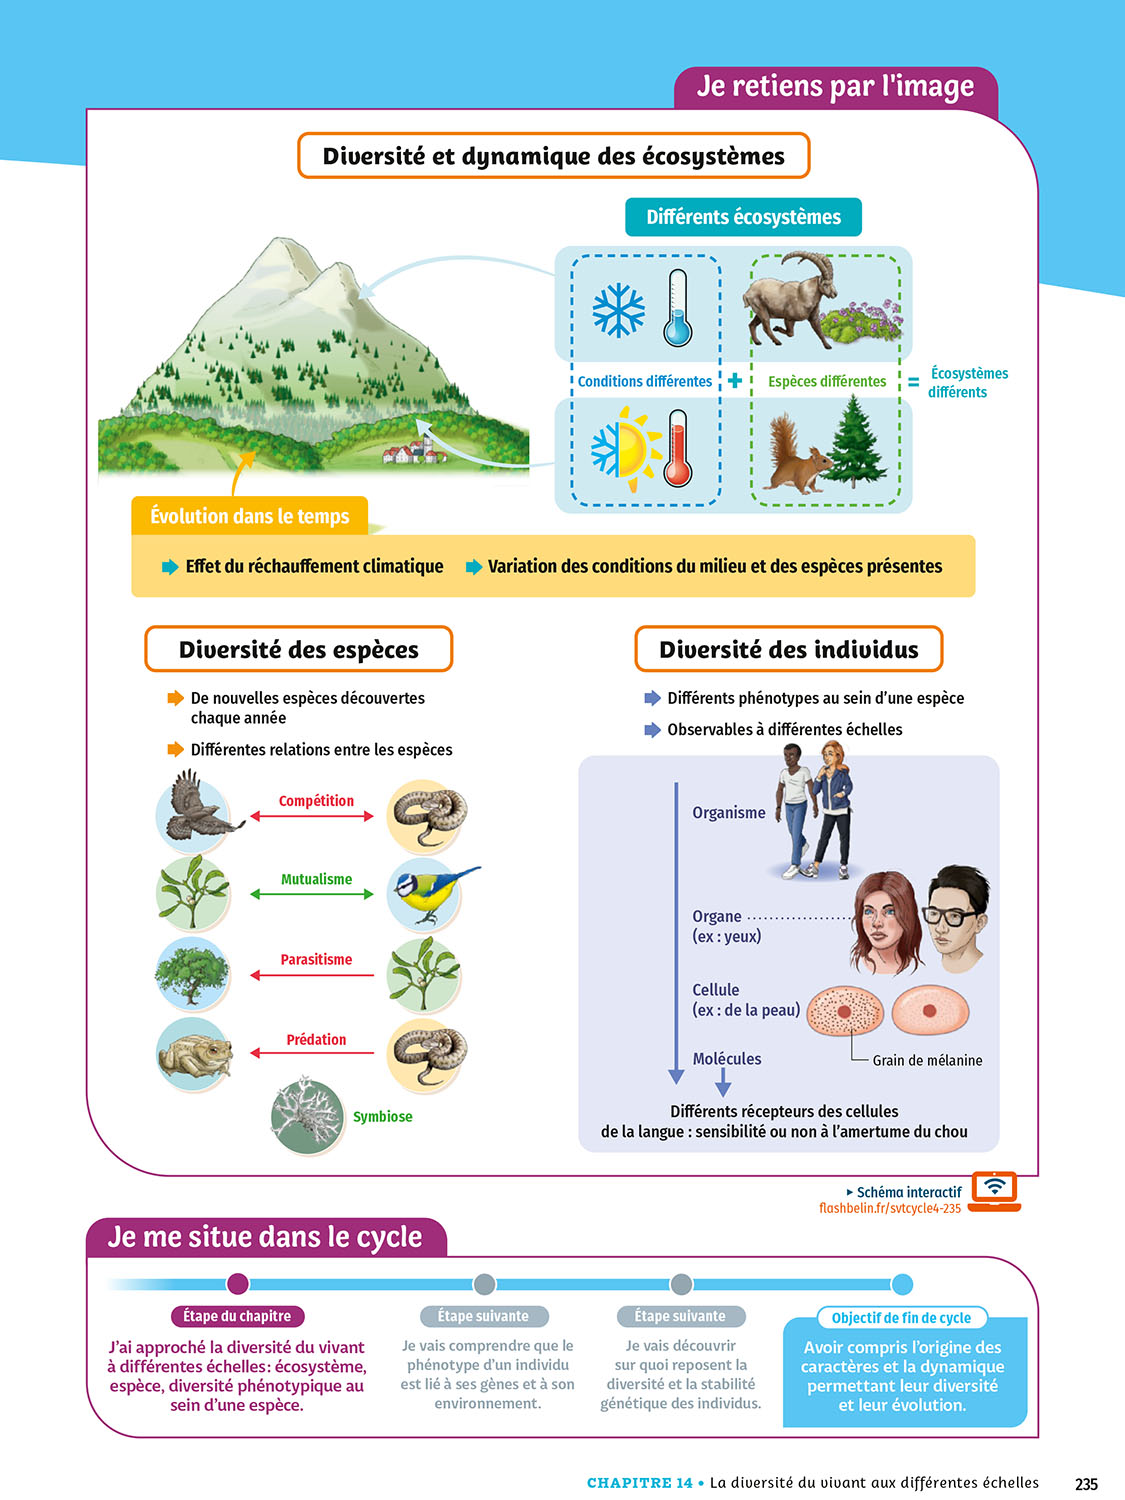 Je retiens par l'image
Diversité et dynamique des écosystèmes
Différents écosystèmes
Conditions différentes
+
Espèces différentes
=
Écosystèmes
différents
Évolution dans le temps
Effet du réchauffement climatique
Variation des conditions du milieu et des espèces présentes
Diversité des espèces
De nouvelles espèces découvertes
chaque année
Différentes relations entre les espèces
Compétition
Mutualisme
Parasitisme
Prédation
Symbiose
Diversité des individus
Différents phénotypes au sein d'une espèce
Observables à différentes échelles
Organisme
Organe
(ex : yeux)
Cellule
(ex : de la peau)
Grain de mélanine
Molécules
Différents récepteurs des cellules
de la langue : sensibilité ou non à l'amertume du chou
Schéma interactif
flashbelin.fr/svtcycle4-235
Je me situe dans le cycle
Étape du chapitre
J'ai approché la diversité du vivant
à différentes échelles : écosystème,
espèce, diversité phénotypique au
sein d'une espèce.
Étape suivante
Je vais comprendre que le
phénotype d'un individu
est lié à ses gènes et à son
environnement.
Étape suivante
Je vais découvrir
sur quoi reposent la
diversité et la stabilité
génétique des individus.
Objectif de fin de cycle
Avoir compris l'origine des
caractères et la dynamique
permettant leur diversité
et leur évolution.
CHAPITRE 14 • La diversité du vivant aux différentes échelles
235